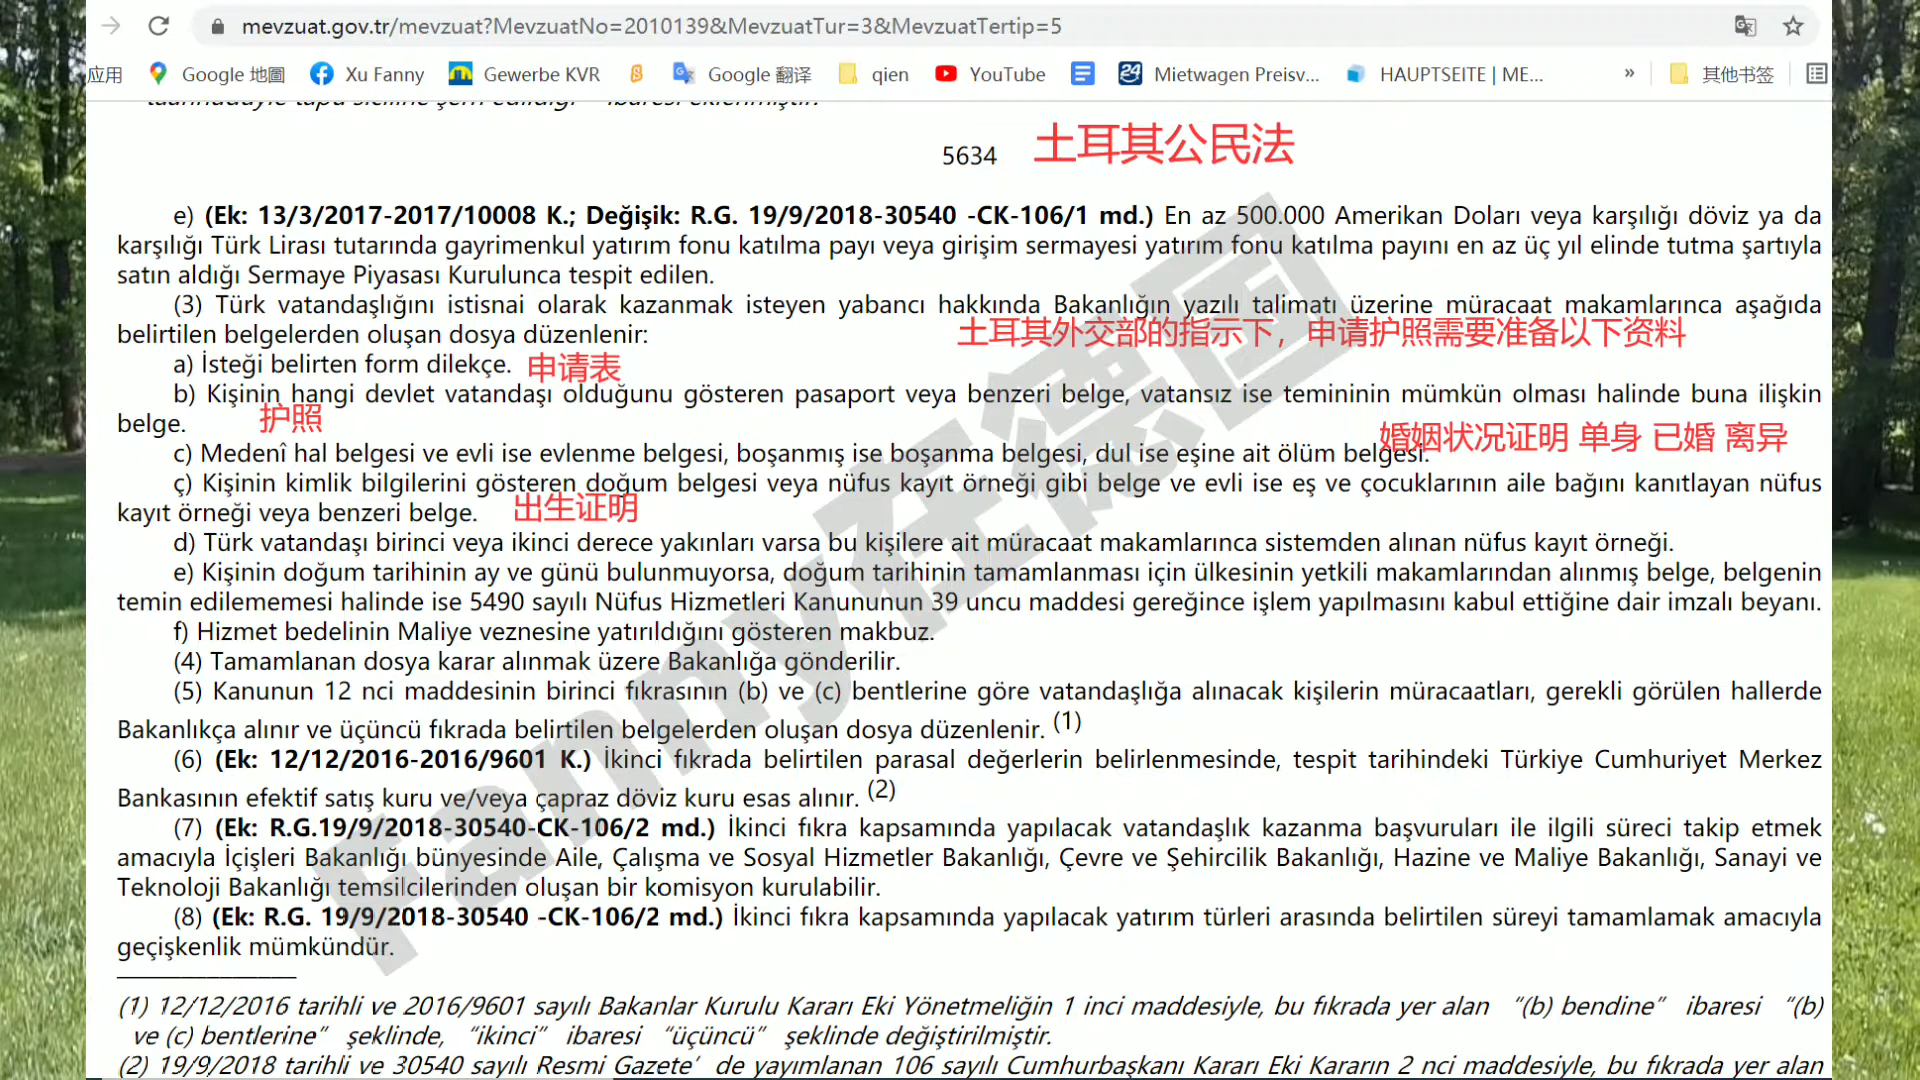 mevzuat.gov.tr/mevzuat?MevzuatNo=2010139&MevzuatTur=3&MevzuatTertip=5
应用 Google 地圖 Xu Fanny Gewerbe KVR Google 翻译 qien YouTube 24 Mietwagen Preisv... HAUPTSEITE | ME... » 其他书签
5634 土耳其公民法
e) (Ek: 13/3/2017-2017/10008 K.; Değişik: R.G. 19/9/2018-30540 -CK-106/1 md.) En az 500.000 Amerikan Doları veya karşılığı döviz ya da
karşılığı Türk Lirası tutarında gayrimenkul yatırım fonu katılma payı veya girişim sermayesi yatırım fonu katılma payını en az üç yıl elinde tutma şartıyla
satın aldığı Sermaye Piyasası Kurulunca tespit edilen.
(3) Türk vatandaşlığını istisnai olarak kazanmak isteyen yabancı hakkında Bakanlığın yazılı talimatı üzerine müracaat makamlarınca aşağıda
belirtilen belgelerden oluşan dosya düzenlenir:
土耳其外交部的指示下，申请护照需要准备以下资料
a) İsteği belirten form dilekçe. 申请表
b) Kişinin hangi devlet vatandaşı olduğunu gösteren pasaport veya benzeri belge, vatansız ise temininin mümkün olması halinde buna ilişkin
belge. 护照
婚姻状况证明 单身 已婚 离异
c) Medenî hal belgesi ve evli ise evlenme belgesi, boşanmış ise boşanma belgesi, dul ise eşine ait ölüm belgesi.
ç) Kişinin kimlik bilgilerini gösteren doğum belgesi veya nüfus kayıt örneği gibi belge ve evli ise eş ve çocuklarının aile bağını kanıtlayan nüfus
kayıt örneği veya benzeri belge. 出生证明
d) Türk vatandaşı birinci veya ikinci derece yakınları varsa bu kişilere ait müracaat makamlarınca sistemden alınan nüfus kayıt örneği.
e) Kişinin doğum tarihinin ay ve günü bulunmuyorsa, doğum tarihinin tamamlanması için ülkesinin yetkili makamlarından alınmış belge, belgenin
temin edilememesi halinde ise 5490 sayılı Nüfus Hizmetleri Kanununun 39 uncu maddesi gereğince işlem yapılmasını kabul ettiğine dair imzalı beyanı.
f) Hizmet bedelinin Maliye veznesine yatırıldığını gösteren makbuz.
(4) Tamamlanan dosya karar alınmak üzere Bakanlığa gönderilir.
(5) Kanunun 12 nci maddesinin birinci fıkrasının (b) ve (c) bentlerine göre vatandaşlığa alınacak kişilerin müracaatları, gerekli görülen hallerde
Bakanlıkça alınır ve üçüncü fıkrada belirtilen belgelerden oluşan dosya düzenlenir. (1)
(6) (Ek: 12/12/2016-2016/9601 K.) İkinci fıkrada belirtilen parasal değerlerin belirlenmesinde, tespit tarihindeki Türkiye Cumhuriyet Merkez
Bankasının efektif satış kuru ve/veya çapraz döviz kuru esas alınır. (2)
(7) (Ek: R.G.19/9/2018-30540-CK-106/2 md.) İkinci fıkra kapsamında yapılacak vatandaşlık kazanma başvuruları ile ilgili süreci takip etmek
amacıyla İçişleri Bakanlığı bünyesinde Aile, Çalışma ve Sosyal Hizmetler Bakanlığı, Çevre ve Şehircilik Bakanlığı, Hazine ve Maliye Bakanlığı, Sanayi ve
Teknoloji Bakanlığı temsilcilerinden oluşan bir komisyon kurulabilir.
(8) (Ek: R.G. 19/9/2018-30540 -CK-106/2 md.) İkinci fıkra kapsamında yapılacak yatırım türleri arasında belirtilen süreyi tamamlamak amacıyla
geçişkenlik mümkündür.
(1) 12/12/2016 tarihli ve 2016/9601 sayılı Bakanlar Kurulu Kararı Eki Yönetmeliğin 1 inci maddesiyle, bu fıkrada yer alan “(b) bendine” ibaresi “(b)
ve (c) bentlerine” şeklinde, “ikinci” ibaresi “üçüncü” şeklinde değiştirilmiştir.
(2) 19/9/2018 tarihli ve 30540 sayılı Resmi Gazete’ de yayımlanan 106 sayılı Cumhurbaşkanı Kararı Eki Kararın 2 nci maddesiyle, bu fıkrada yer alan
Fanny在德国